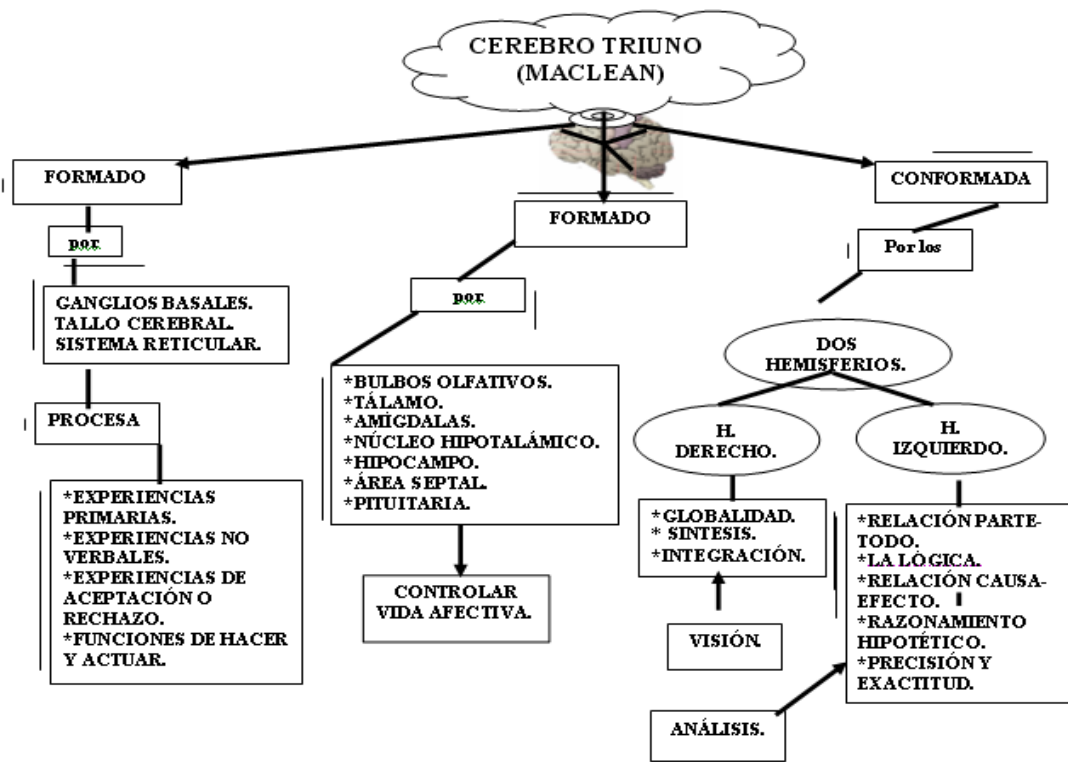 CEREBRO TRIUNO
(MACLEAN)
FORMADO
por
GANGLIOS BASALES.
TALLO CEREBRAL.
SISTEMA RETICULAR.
PROCESA
*EXPERIENCIAS
PRIMARIAS.
*EXPERIENCIAS NO
VERBALES.
*EXPERIENCIAS DE
ACEPTACIÓN O
RECHAZO.
*FUNCIONES DE HACER
Y ACTUAR.
FORMADO
por
*BULBOS OLFATIVOS.
*TÁLAMO.
*AMÍGDALAS.
*NÚCLEO HIPOTALÁMICO.
*HIPOCAMPO.
*ÁREA SEPTAL.
*PITUITARIA.
CONTROLAR
VIDA AFECTIVA.
CONFORMADA
Por los
DOS
HEMISFERIOS.
H.
DERECHO.
*GLOBALIDAD.
* SINTESIS.
*INTEGRACIÓN.
VISIÓN.
H.
IZQUIERDO.
*RELACIÓN PARTE-
TODO.
*LA LÓGICA.
*RELACIÓN CAUSA-
EFECTO.
*RAZONAMIENTO
HIPOTÉTICO.
*PRECISIÓN Y
EXACTITUD.
ANÁLISIS.